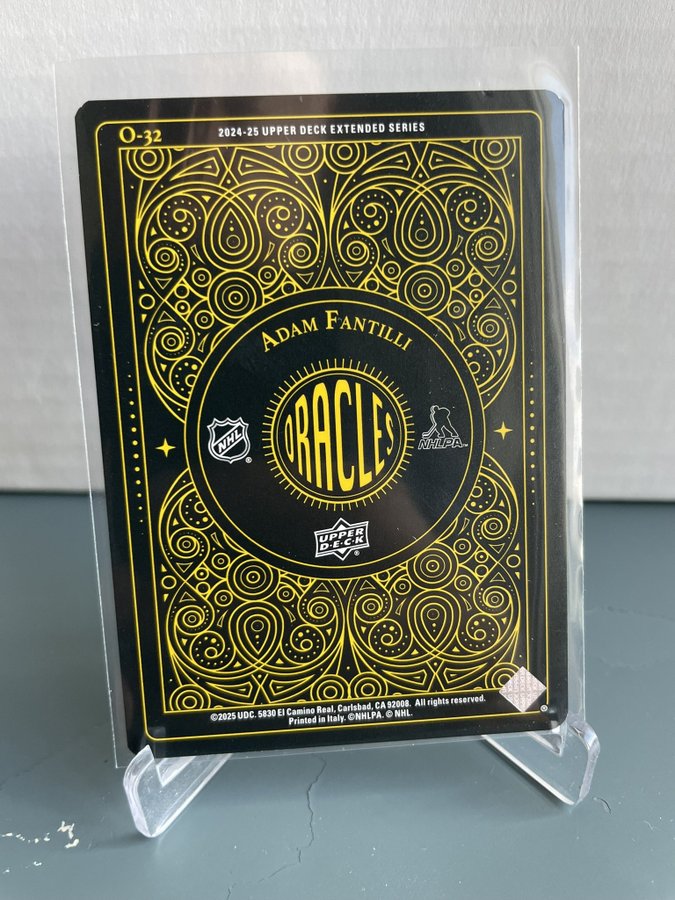 O-32
2024-25 UPPER DECK EXTENDED SERIES
ADAM FANTILLI
ORACLES
NHL
®
NHLPA
UPPER
D·E·C·K
®
©2025 UDC. 5830 El Camino Real, Carlsbad, CA 92008. All rights reserved.
Printed in Italy. ©NHLPA. © NHL.
®